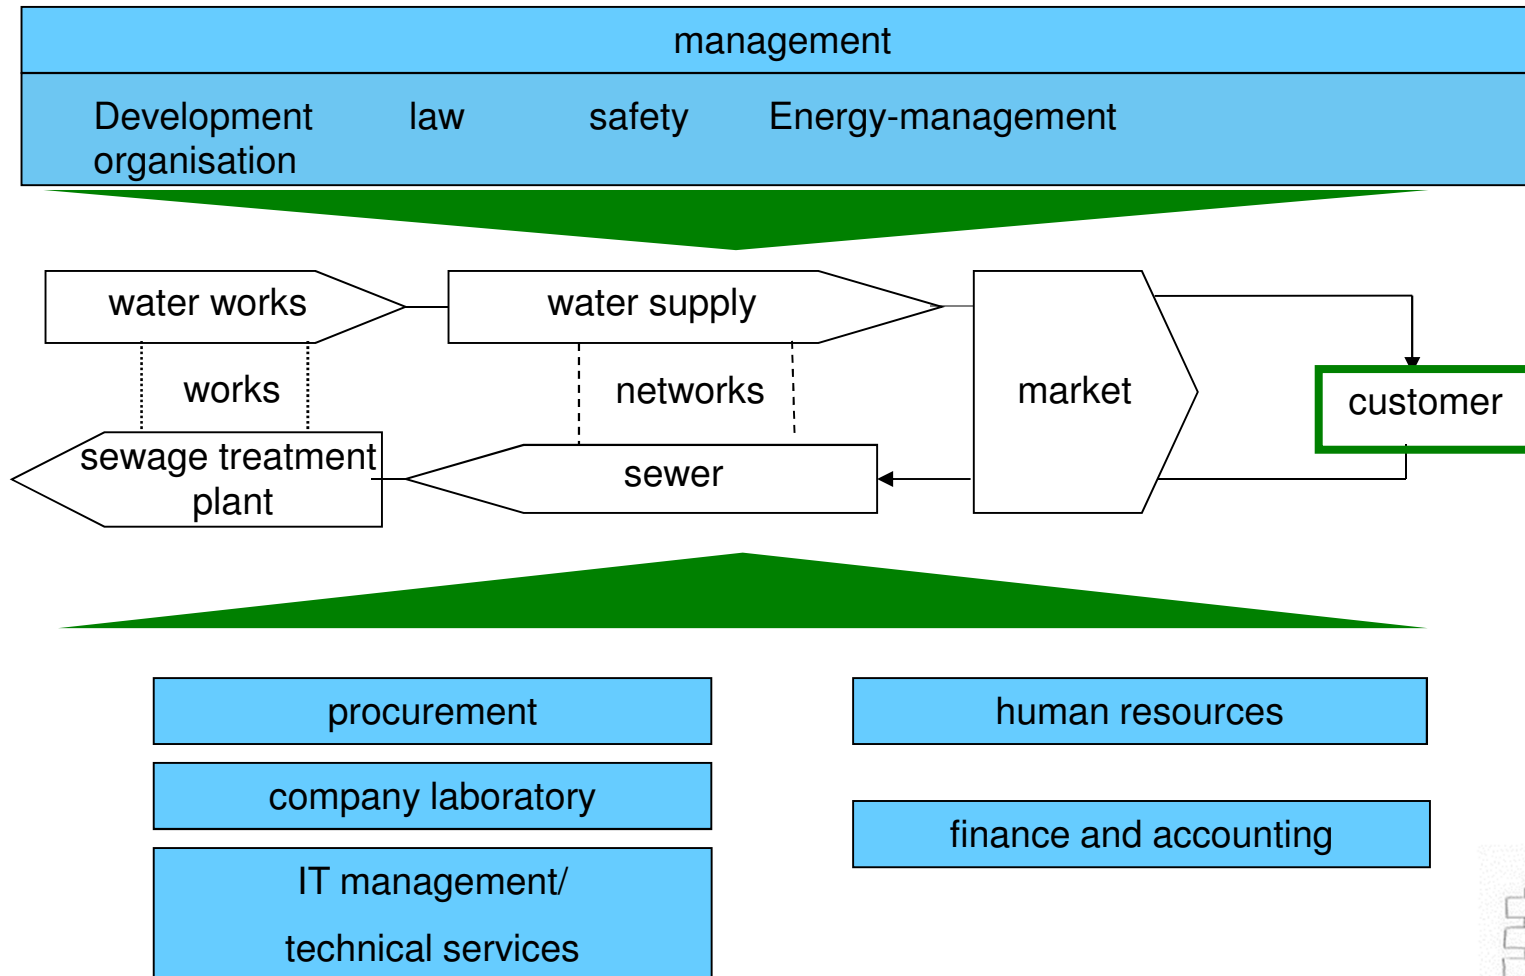 management
Development law safety Energy-management
organisation
water works
water supply
works
networks
market
customer
sewage treatment
plant
sewer
procurement
human resources
company laboratory
finance and accounting
IT management/
technical services